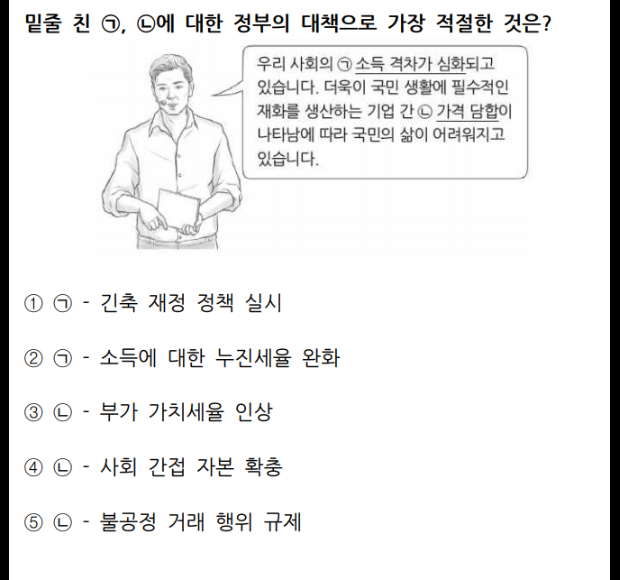 밑줄 친 ㉠, ㉡에 대한 정부의 대책으로 가장 적절한 것은?
우리 사회의 ㉠ 소득 격차가 심화되고
있습니다. 더욱이 국민 생활에 필수적인
재화를 생산하는 기업 간 ㉡ 가격 담합이
나타남에 따라 국민의 삶이 어려워지고
있습니다.
① ㉠ - 긴축 재정 정책 실시
② ㉠ - 소득에 대한 누진세율 완화
③ ㉡ - 부가 가치세율 인상
④ ㉡ - 사회 간접 자본 확충
⑤ ㉡ - 불공정 거래 행위 규제